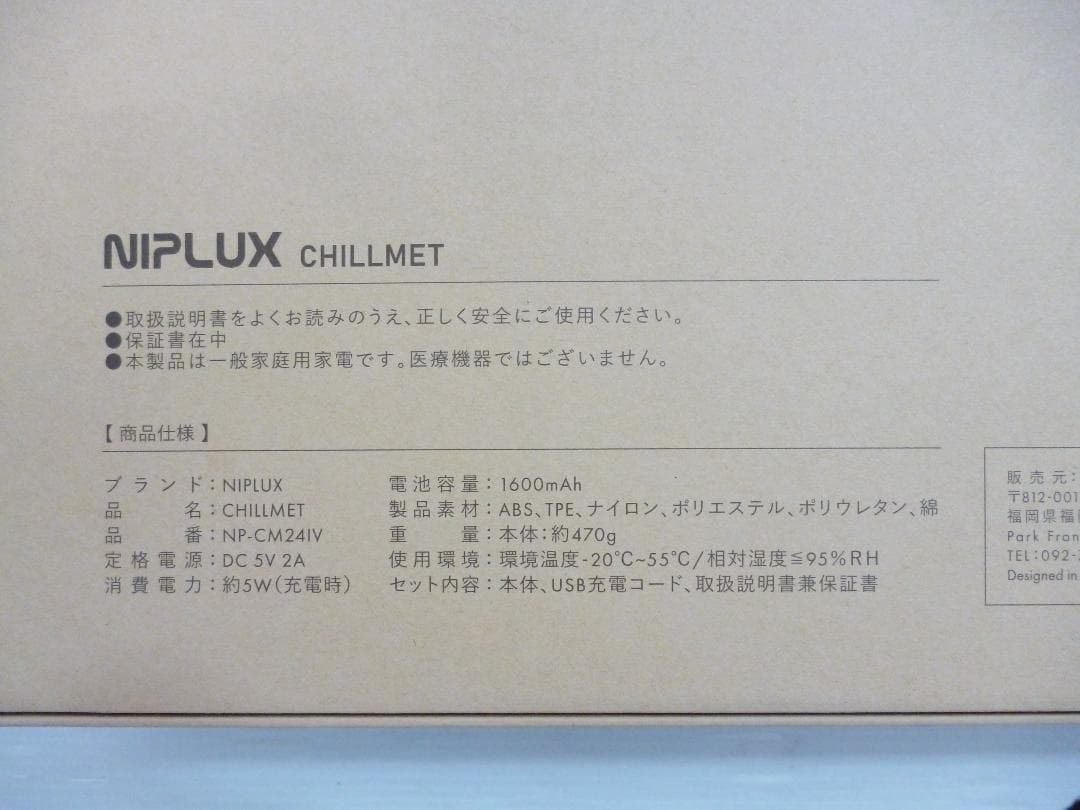 NIPLUX CHILLMET
●取扱説明書をよくお読みのうえ、正しく安全にご使用ください。
●保証書在中
●本製品は一般家庭用家電です。医療機器ではございません。
【 商品仕様 】
ブランド：NIPLUX
品名：CHILLMET
品番：NP-CM24IV
定格電源：DC 5V 2A
消費電力：約5W（充電時）
電池容量：1600mAh
製品素材：ABS、TPE、ナイロン、ポリエステル、ポリウレタン、綿
重量：本体：約470g
使用環境：環境温度-20℃~55℃/相対湿度≦95%RH
セット内容：本体、USB充電コード、取扱説明書兼保証書
販売元：
〒812-001
福岡県福
Park Fron
TEL：092-
Designed in